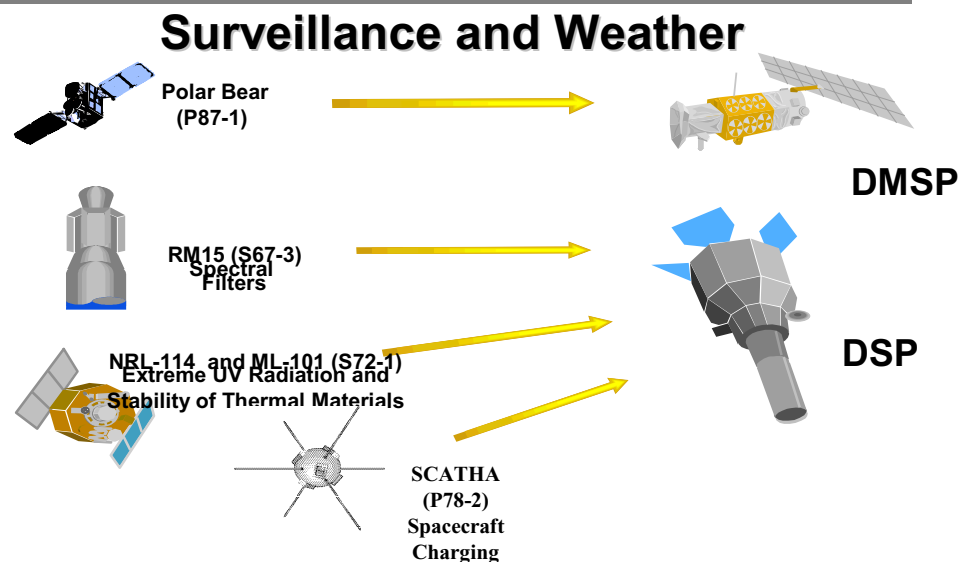 Surveillance and Weather
Polar Bear
(P87-1)
DMSP
RM15 (S67-3)
Spectral
Filters
DSP
NRL-114 and ML-101 (S72-1)
Extreme UV Radiation and
Stability of Thermal Materials
SCATHA
(P78-2)
Spacecraft
Charging